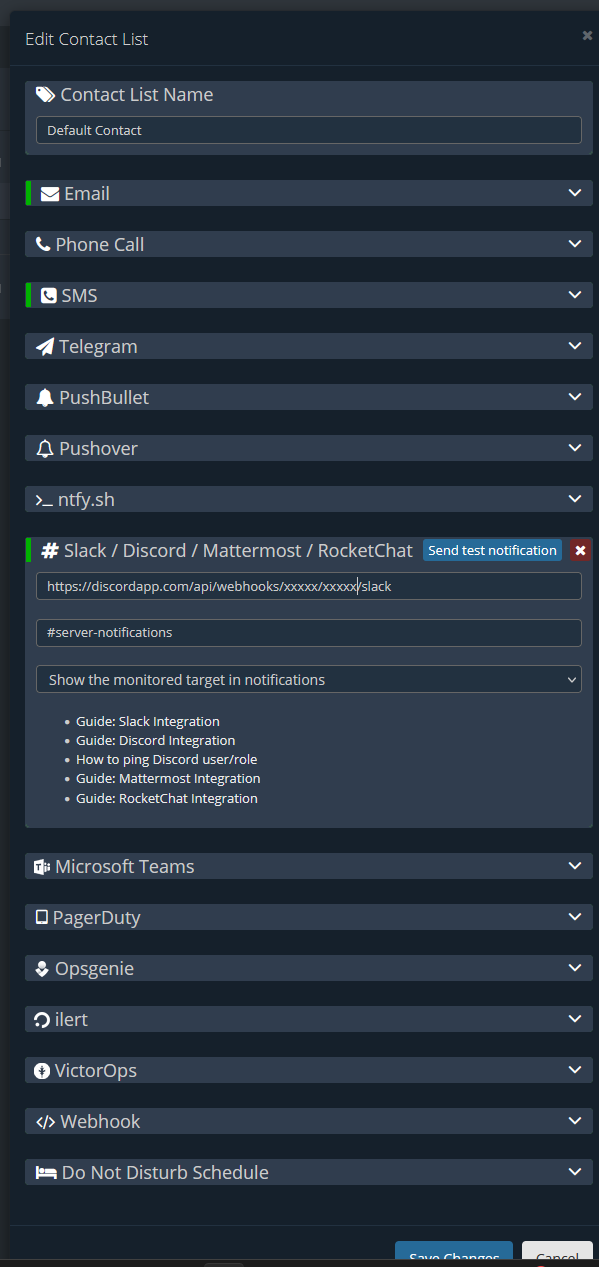 Edit Contact List
Contact List Name
Default Contact
Email
Phone Call
SMS
Telegram
PushBullet
Pushover
ntfy.sh
Slack / Discord / Mattermost / RocketChat Send test notification
https://discordapp.com/api/webhooks/xxxxx/xxxxx/slack
#server-notifications
Show the monitored target in notifications
Guide: Slack Integration
Guide: Discord Integration
How to ping Discord user/role
Guide: Mattermost Integration
Guide: RocketChat Integration
Microsoft Teams
PagerDuty
Opsgenie
ilert
VictorOps
Webhook
Do Not Disturb Schedule
Save Changes Cancel